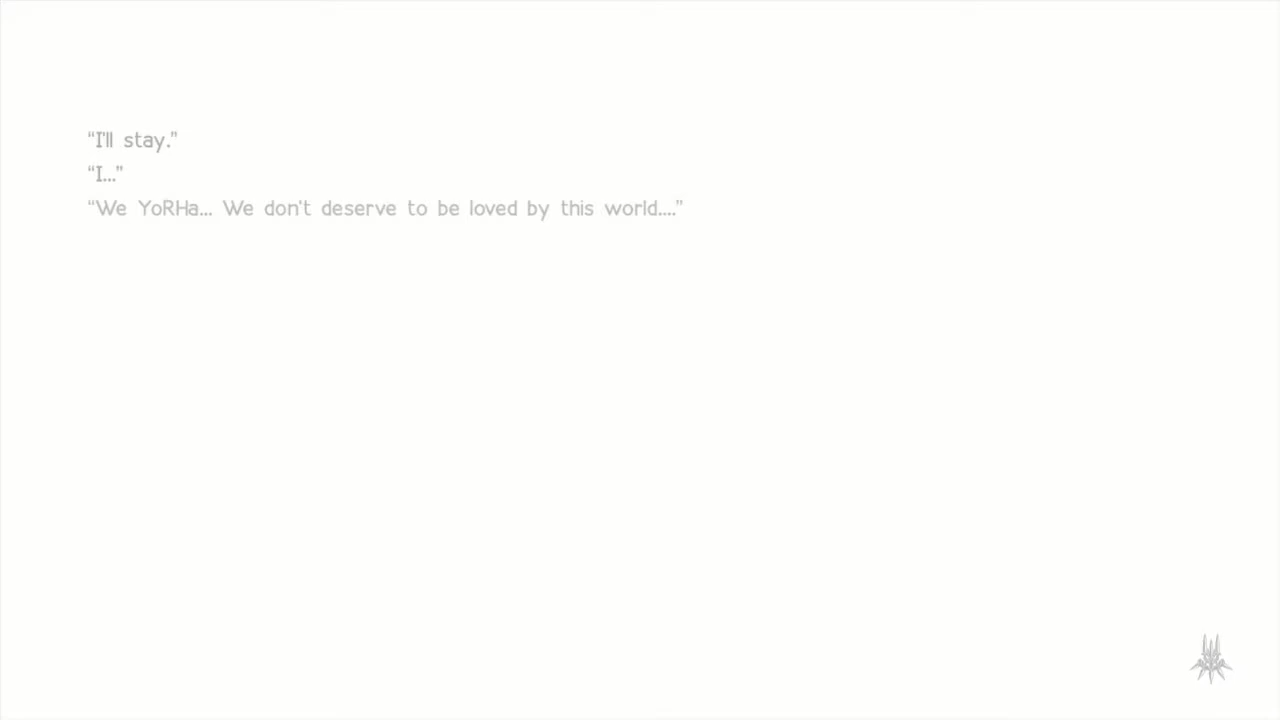 “I'll stay.”
“I...”
“We YoRHa... We don't deserve to be loved by this world....”